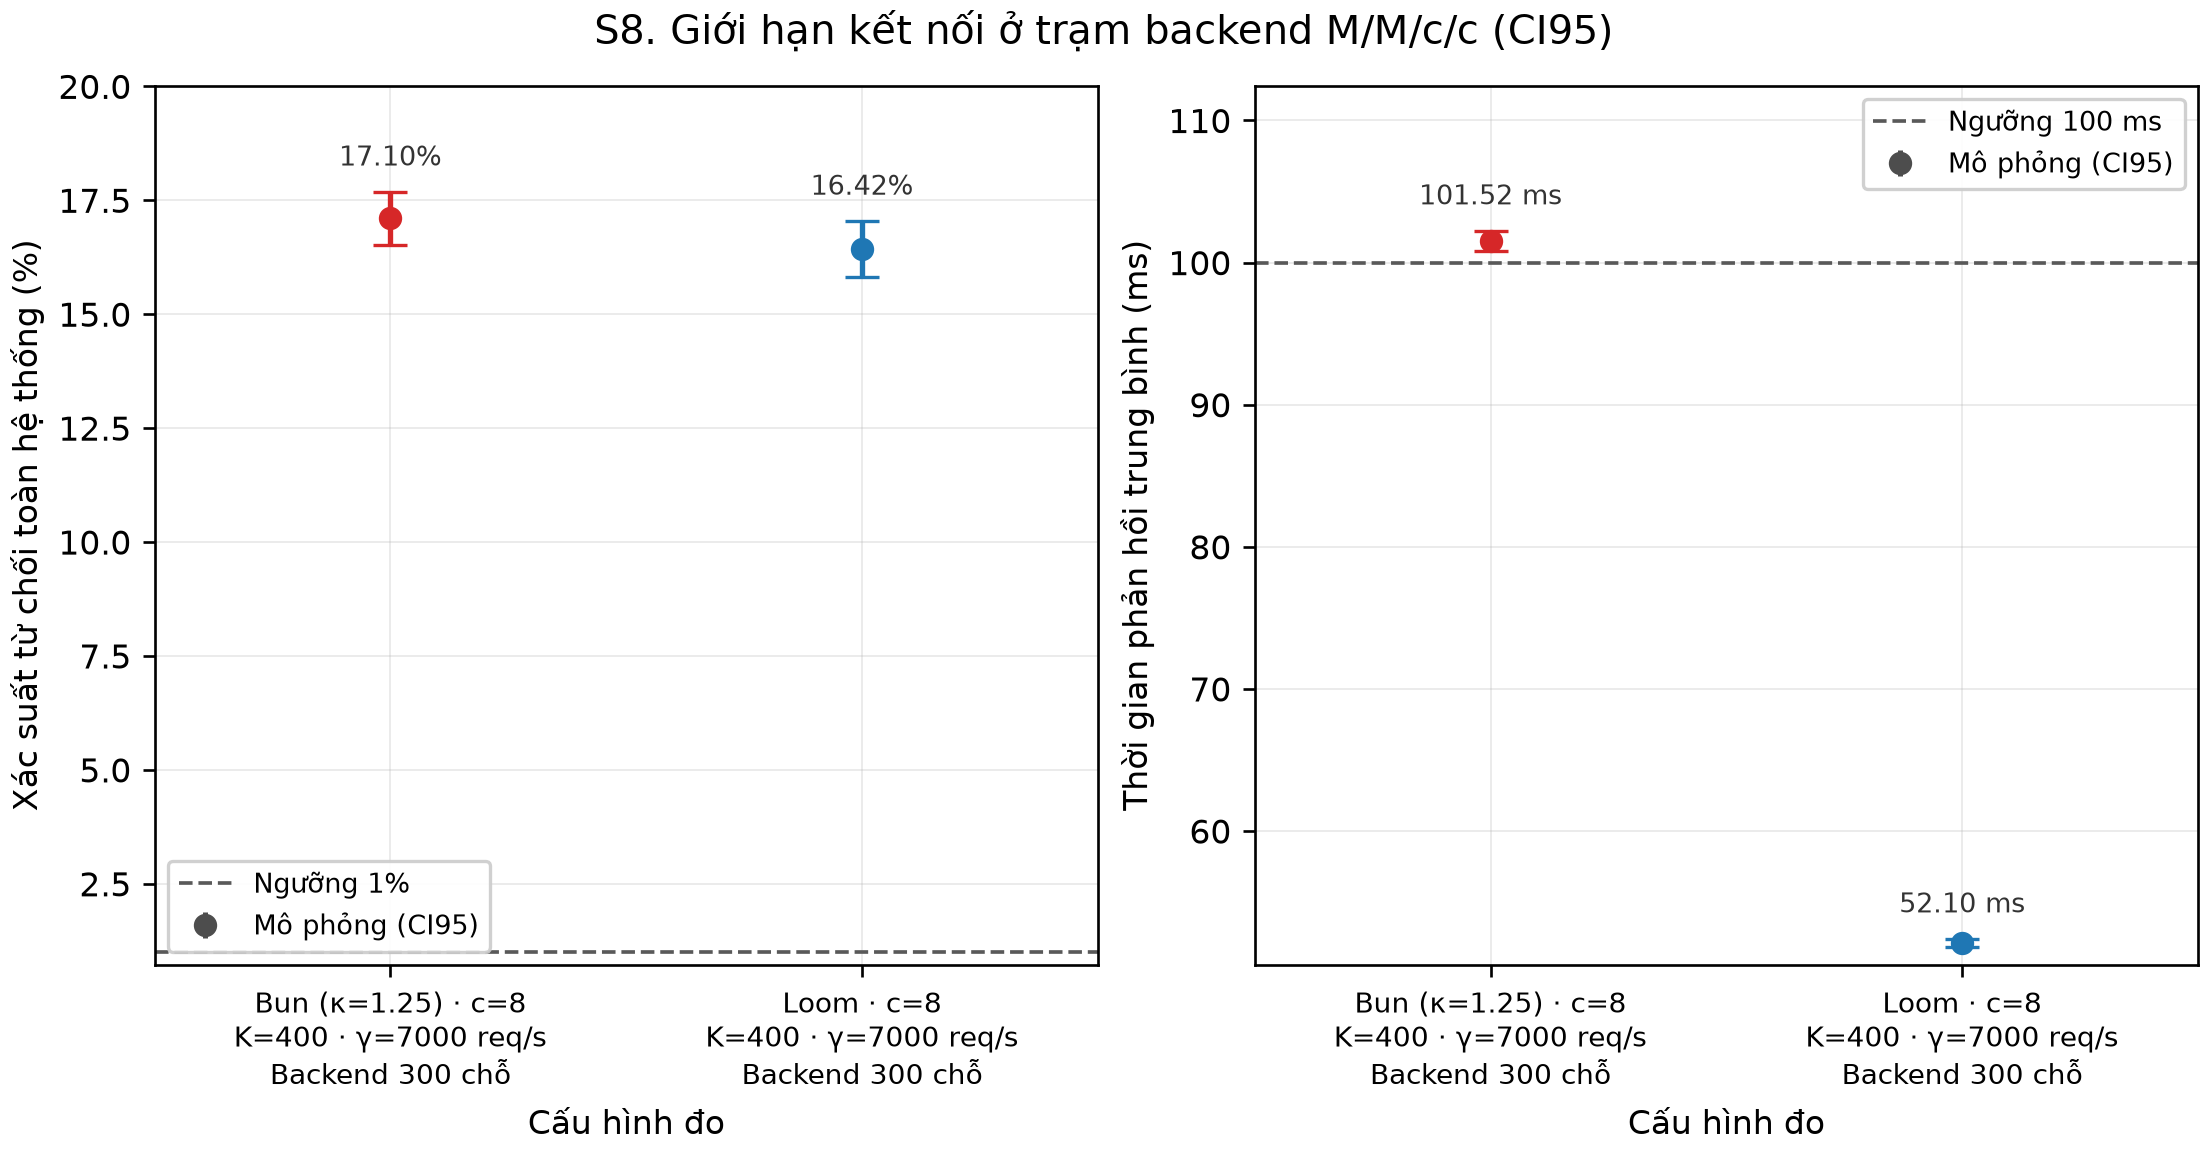 S8. Giới hạn kết nối ở trạm backend M/M/c/c (CI95)
Xác suất từ chối toàn hệ thống (%)
20.0
17.5
15.0
12.5
10.0
7.5
5.0
2.5
17.10%
16.42%
Ngưỡng 1%
Mô phỏng (CI95)
Bun (κ=1.25) · c=8
K=400 · γ=7000 req/s
Backend 300 chỗ
Loom · c=8
K=400 · γ=7000 req/s
Backend 300 chỗ
Cấu hình đo
Thời gian phản hồi trung bình (ms)
110
100
90
80
70
60
Ngưỡng 100 ms
Mô phỏng (CI95)
101.52 ms
52.10 ms
Bun (κ=1.25) · c=8
K=400 · γ=7000 req/s
Backend 300 chỗ
Loom · c=8
K=400 · γ=7000 req/s
Backend 300 chỗ
Cấu hình đo